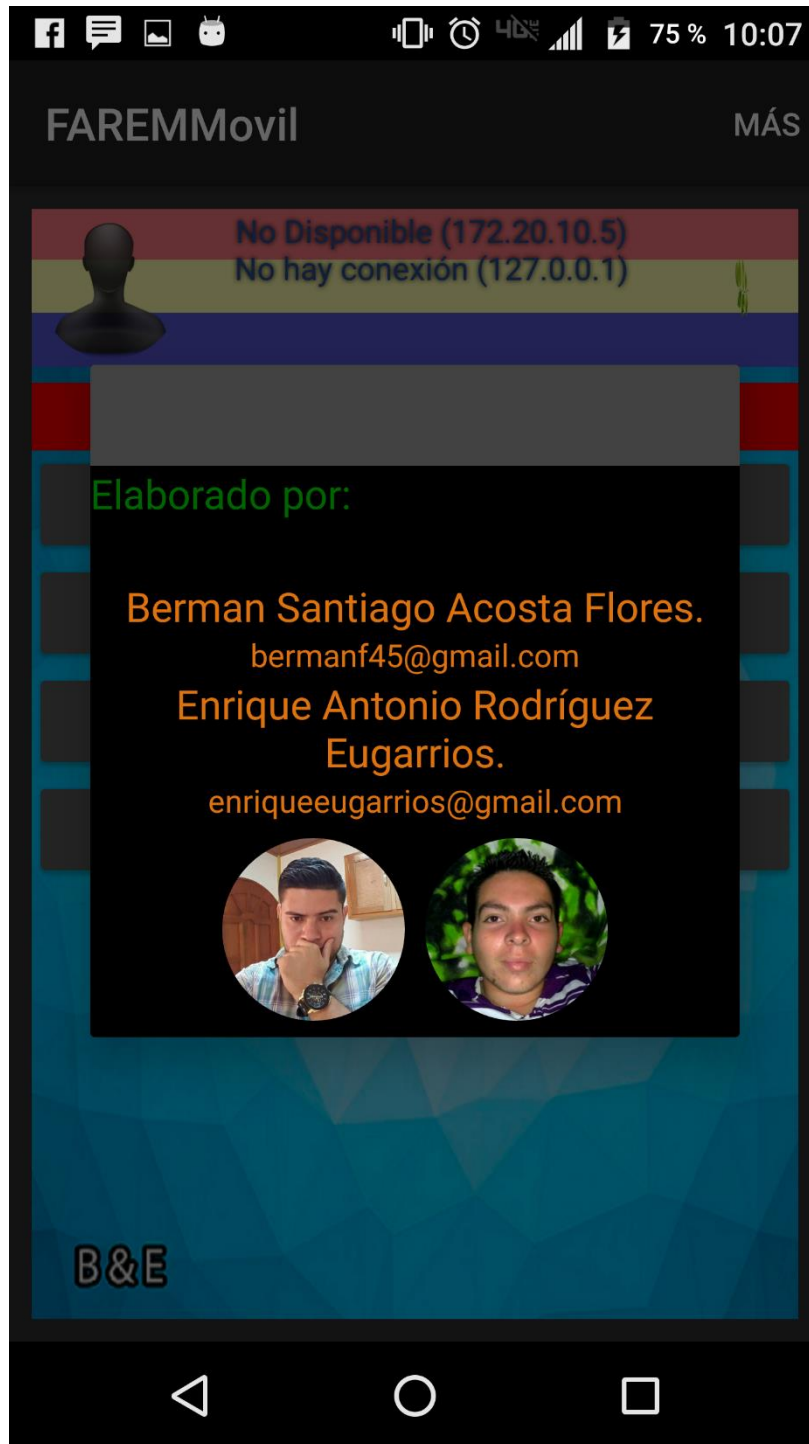 75 % 10:07
FAREMMovil MÁS
No Disponible (172.20.10.5)
No hay conexión (127.0.0.1)
Elaborado por:
Berman Santiago Acosta Flores.
bermanf45@gmail.com
Enrique Antonio Rodríguez
Eugarrios.
enriqueeugarrios@gmail.com
B&E